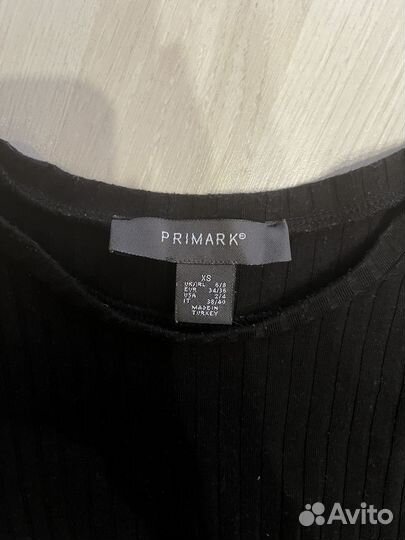 PRIMARK®
XS
UK/IRL 6/8
EUR 34/36
USA 2/4
IT 38/40
MADE IN
TURKEY
Avito